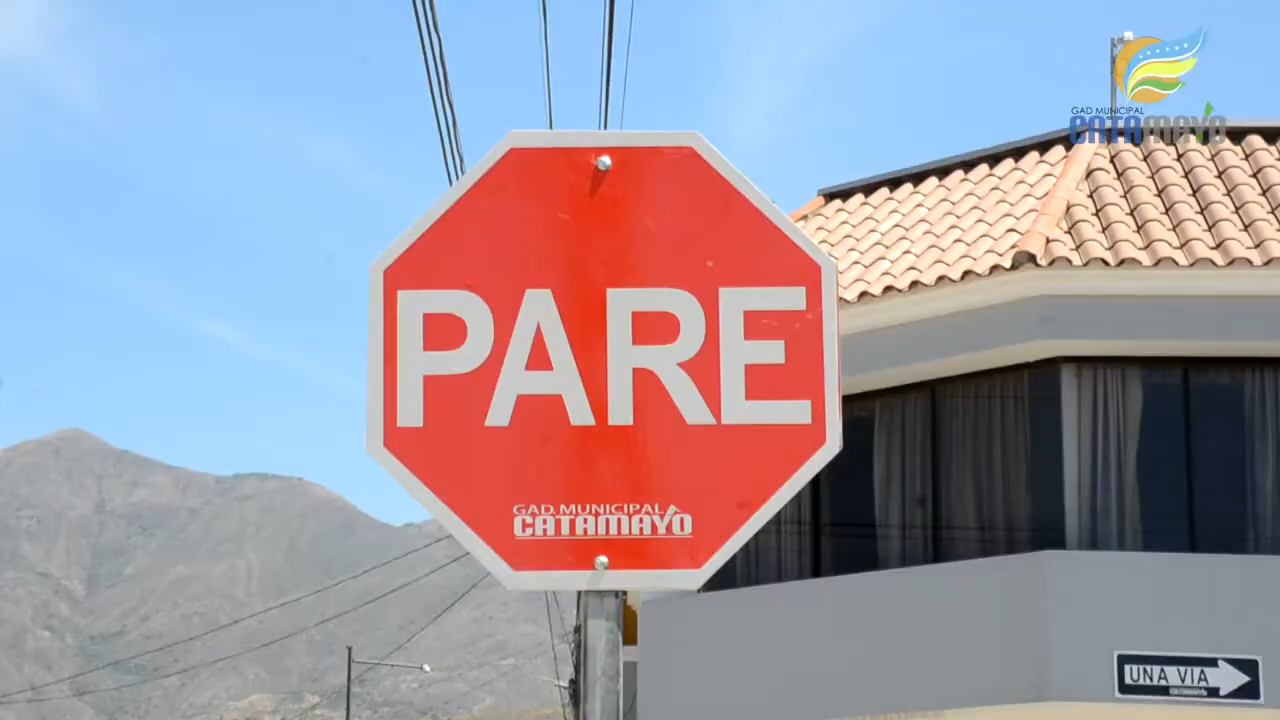 GAD MUNICIPAL
CATAMAYO
PARE
GAD. MUNICIPAL
CATAMAYO
UNA VIA